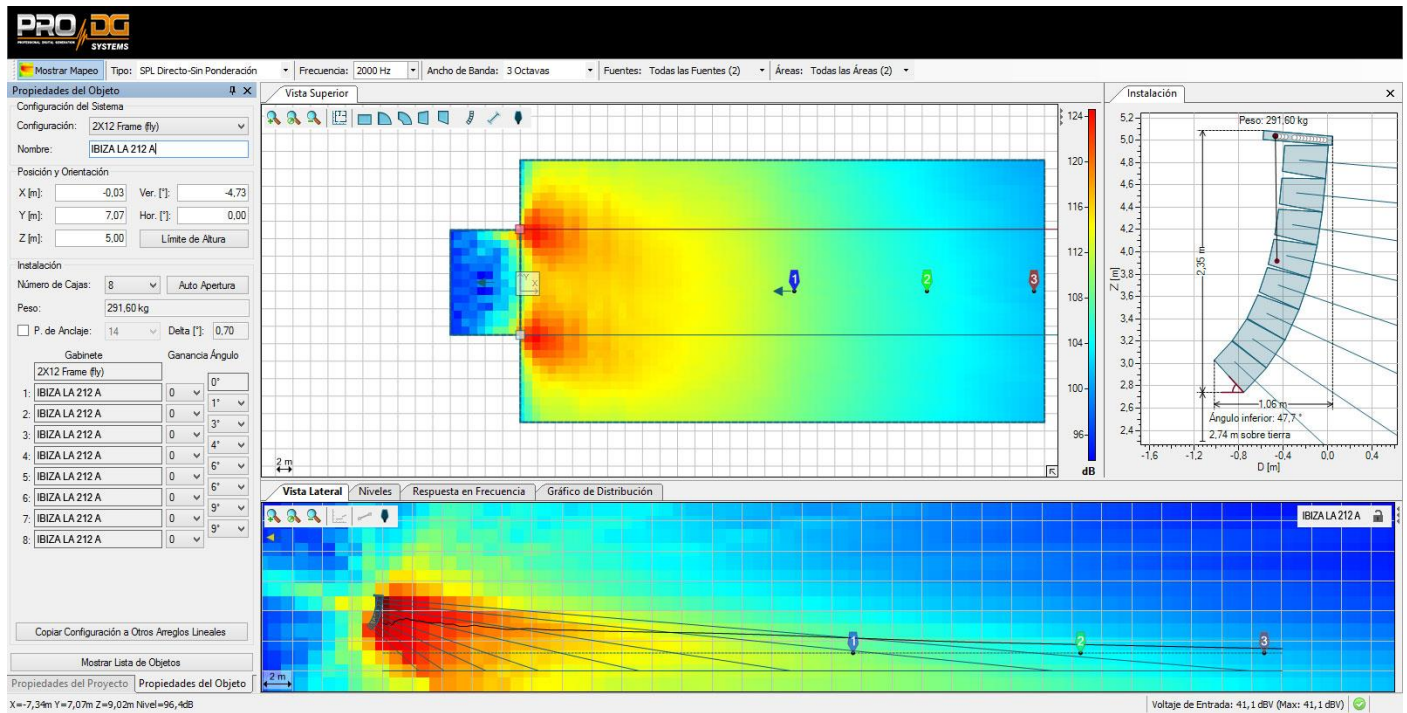 PRO DG
PROFESSIONAL DIGITAL GENERATION SYSTEMS
Mostrar Mapeo Tipo: SPL Directo-Sin Ponderación Frecuencia: 2000 Hz Ancho de Banda: 3 Octavas Fuentes: Todas las Fuentes (2) Áreas: Todas las Áreas (2)
Propiedades del Objeto
Configuración del Sistema
Configuración: 2X12 Frame (fly)
Nombre: IBIZA LA 212 A
Posición y Orientación
X [m]: -0,03 Ver. [°]: -4,73
Y [m]: 7,07 Hor. [°]: 0,00
Z [m]: 5,00 Límite de Altura
Instalación
Número de Cajas: 8 Auto Apertura
Peso: 291,60 kg
P. de Anclaje: 14 Delta [°]: 0,70
Gabinete Ganancia Ángulo
2X12 Frame (fly)
0°
1: IBIZA LA 212 A 0
1°
2: IBIZA LA 212 A 0
3°
3: IBIZA LA 212 A 0
4°
4: IBIZA LA 212 A 0
6°
5: IBIZA LA 212 A 0
6°
6: IBIZA LA 212 A 0
9°
7: IBIZA LA 212 A 0
9°
8: IBIZA LA 212 A 0
Copiar Configuración a Otros Arreglos Lineales
Mostrar Lista de Objetos
Propiedades del Proyecto Propiedades del Objeto
Vista Superior
Y
X
1
2
3
2 m
124
120
116
112
108
104
100
96
dB
Instalación
Peso: 291,60 kg
5,2
5,0
4,8
4,6
4,4
4,2
4,0
3,8
3,6
3,4
3,2
3,0
2,8
2,6
2,4
Z [m]
2,35 m
1,06 m
Ángulo inferior: 47,7 °
2,74 m sobre tierra
-1,6 -1,2 -0,8 -0,4 0,0 0,4
D [m]
Vista Lateral Niveles Respuesta en Frecuencia Gráfico de Distribución
IBIZA LA 212 A
1
2
3
2 m
X=-7,34m Y=7,07m Z=9,02m Nivel=96,4dB
Voltaje de Entrada: 41,1 dBV (Max: 41,1 dBV)